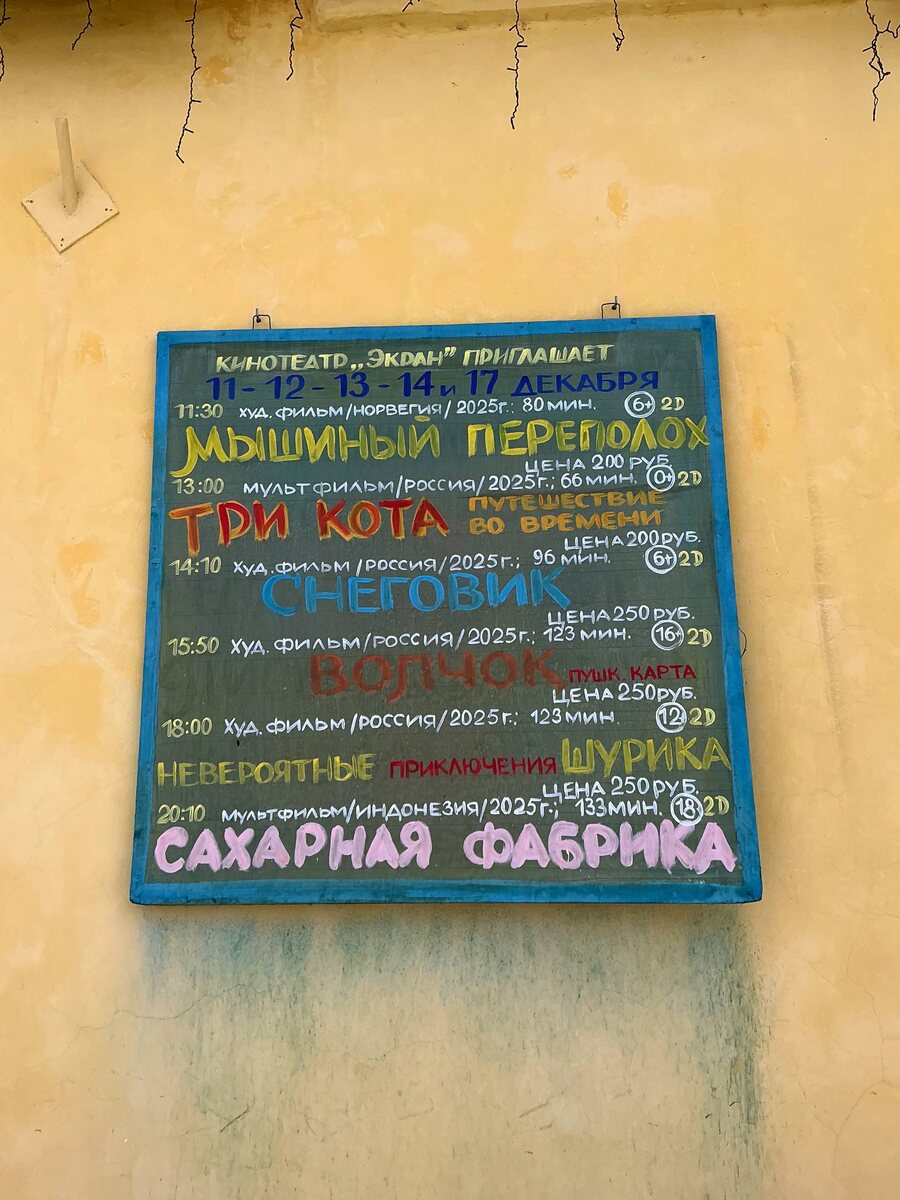 КИНОТЕАТР „ЭКРАН” ПРИГЛАШАЕТ
11 - 12 - 13 - 14 и 17 ДЕКАБРЯ
11:30 ХУД. ФИЛЬМ/НОРВЕГИЯ/2025г.; 80 МИН. 6+ 2D
МЫШИНЫЙ ПЕРЕПОЛОХ
ЦЕНА 200 РУБ.
13:00 МУЛЬТФИЛЬМ/РОССИЯ/2025г.; 66 МИН. 0+ 2D
ТРИ КОТА ПУТЕШЕСТВИЕ
ВО ВРЕМЕНИ
ЦЕНА 200 РУБ.
14:10 ХУД. ФИЛЬМ/РОССИЯ/2025г.; 96 МИН. 6+ 2D
СНЕГОВИК
ЦЕНА 250 РУБ.
15:50 ХУД. ФИЛЬМ/РОССИЯ/2025г.; 123 МИН. 16+ 2D
ВОЛЧОК ПУШК. КАРТА
ЦЕНА 250 РУБ.
18:00 ХУД. ФИЛЬМ/РОССИЯ/2025г.; 123 МИН. 12 2D
НЕВЕРОЯТНЫЕ ПРИКЛЮЧЕНИЯ ШУРИКА
ЦЕНА 250 РУБ.
20:10 МУЛЬТФИЛЬМ/ИНДОНЕЗИЯ/2025г.; 133 МИН. 18 2D
САХАРНАЯ ФАБРИКА